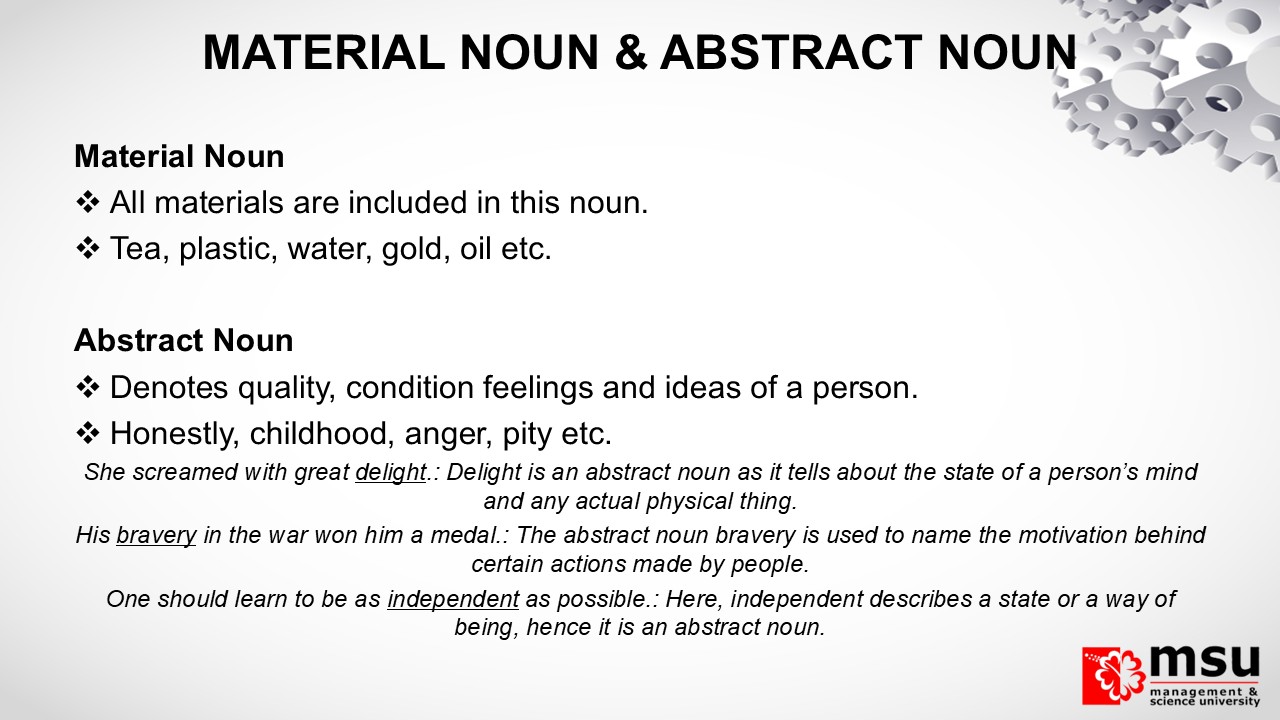 MATERIAL NOUN & ABSTRACT NOUN
Material Noun
❖ All materials are included in this noun.
❖ Tea, plastic, water, gold, oil etc.
Abstract Noun
❖ Denotes quality, condition feelings and ideas of a person.
❖ Honestly, childhood, anger, pity etc.
She screamed with great delight.: Delight is an abstract noun as it tells about the state of a person’s mind
and any actual physical thing.
His bravery in the war won him a medal.: The abstract noun bravery is used to name the motivation behind
certain actions made by people.
One should learn to be as independent as possible.: Here, independent describes a state or a way of
being, hence it is an abstract noun.
msu
management &
science university